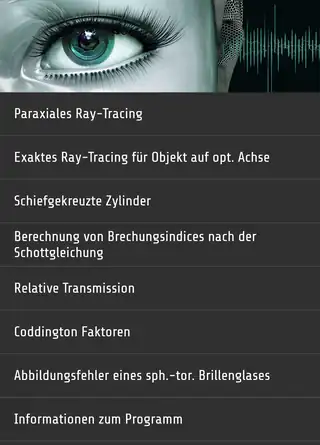 Paraxiales Ray-Tracing
Exaktes Ray-Tracing für Objekt auf opt. Achse
Schiefgekreuzte Zylinder
Berechnung von Brechungsindices nach der
Schottgleichung
Relative Transmission
Coddington Faktoren
Abbildungsfehler eines sph.-tor. Brillenglases
Informationen zum Programm